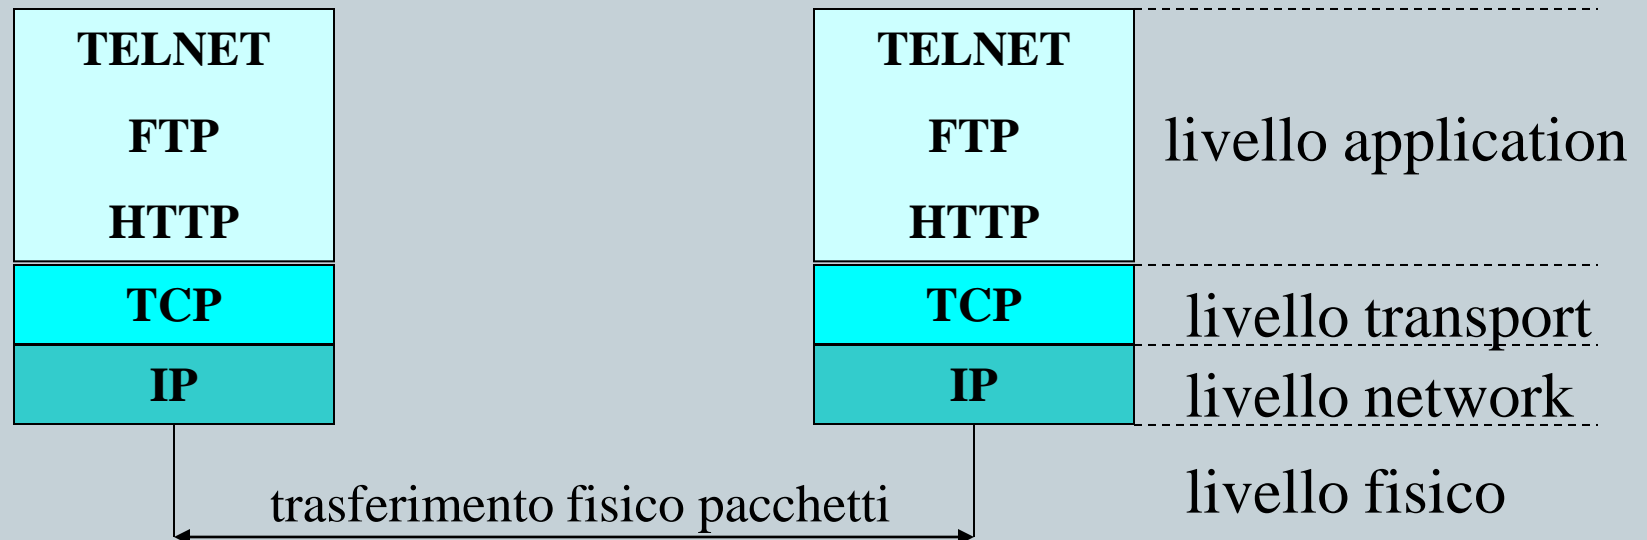 TELNET
FTP
HTTP
TCP
IP
TELNET
FTP
HTTP
TCP
IP
livello application
livello transport
livello network
livello fisico
trasferimento fisico pacchetti